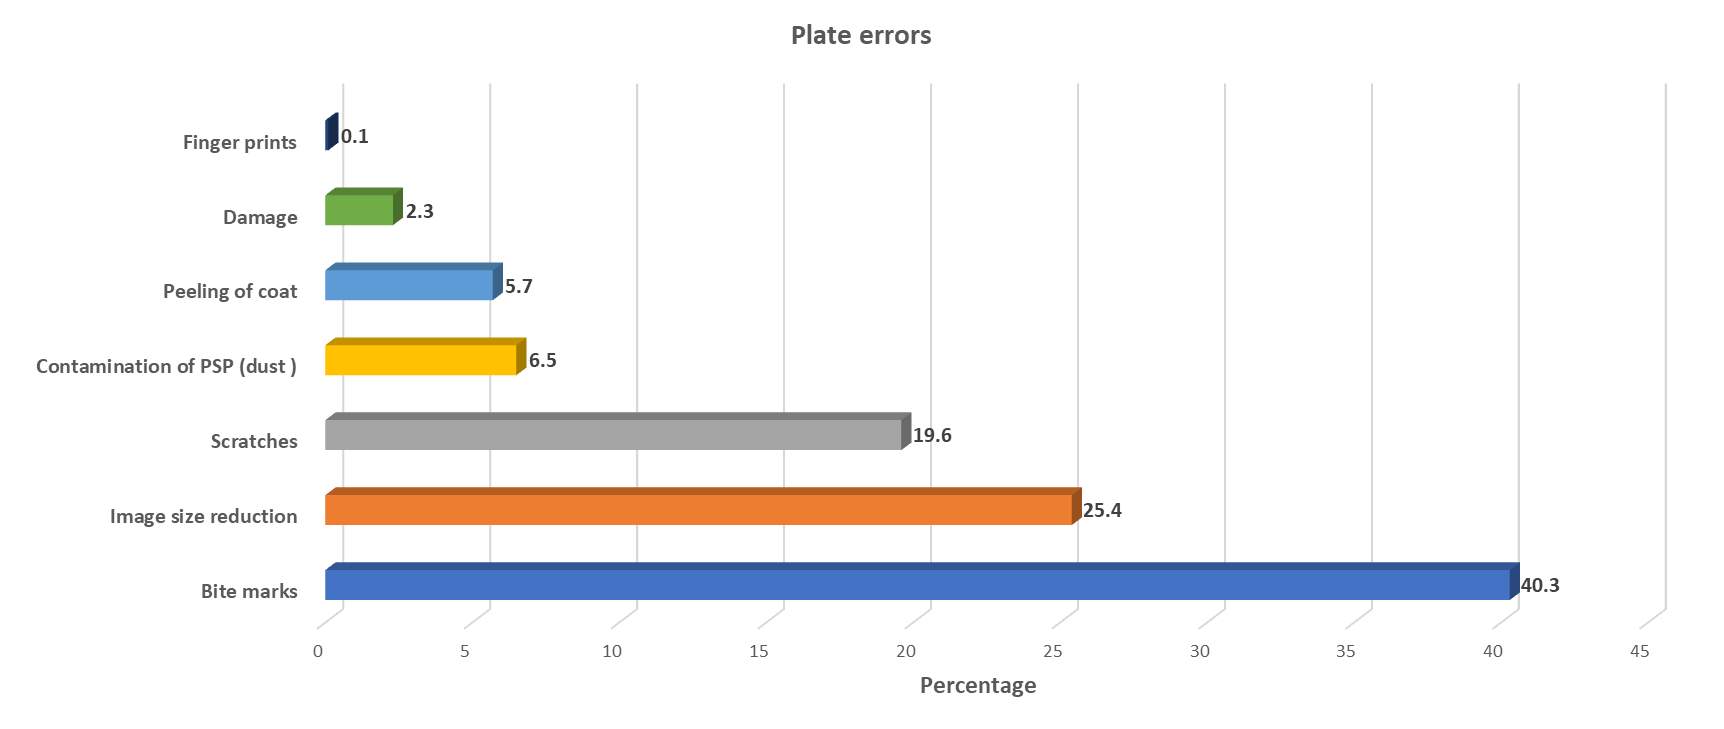 Plate errors
Finger prints
0.1
Damage
2.3
Peeling of coat
5.7
Contamination of PSP (dust )
6.5
Scratches
19.6
Image size reduction
25.4
Bite marks
40.3
0 5 10 15 20 25 30 35 40 45
Percentage